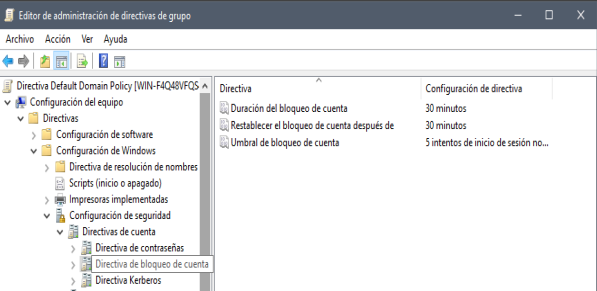 Editor de administración de directivas de grupo
Archivo Acción Ver Ayuda
Directiva Default Domain Policy [WIN-F4Q48VFQS
Configuración del equipo
Directivas
Configuración de software
Configuración de Windows
Directiva de resolución de nombres
Scripts (inicio o apagado)
Impresoras implementadas
Configuración de seguridad
Directivas de cuenta
Directiva de contraseñas
Directiva de bloqueo de cuenta
Directiva Kerberos
Directiva Configuración de directiva
Duración del bloqueo de cuenta 30 minutos
Restablecer el bloqueo de cuenta después de 30 minutos
Umbral de bloqueo de cuenta 5 intentos de inicio de sesión no...